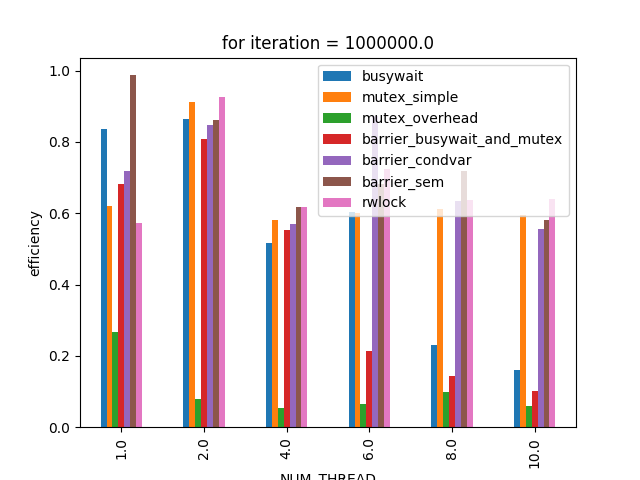 for iteration = 1000000.0
1.0
0.8
0.6
0.4
0.2
0.0
efficiency
busywait
mutex_simple
mutex_overhead
barrier_busywait_and_mutex
barrier_condvar
barrier_sem
rwlock
1.0
2.0
4.0
6.0
8.0
10.0
NUM_THREAD